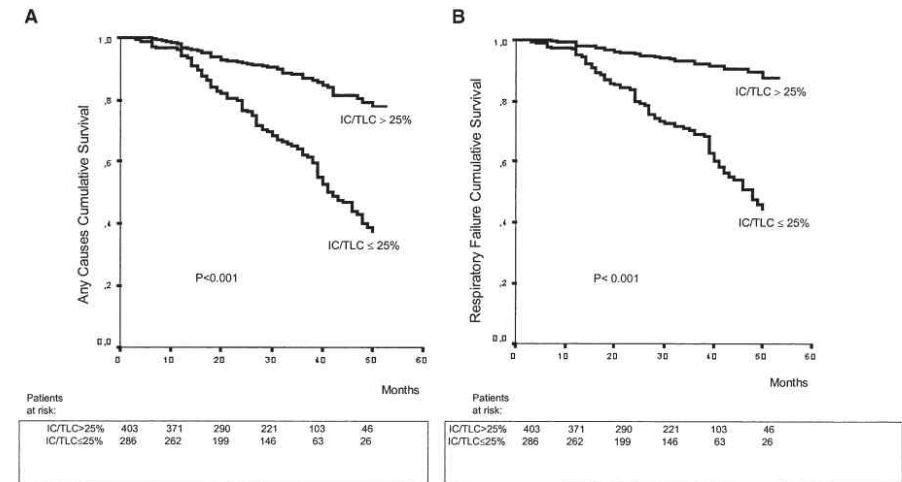 A
Any Causes Cumulative Survival
1,0
,8
,6
,4
,2
0,0
0 10 20 30 40 50 60
IC/TLC > 25%
IC/TLC ≤ 25%
P<0.001
Months
Patients
at risk:
IC/TLC>25% 403 371 290 221 103 46
IC/TLC≤25% 286 262 199 146 63 26
B
Respiratory Failure Cumulative Survival
1,0
,8
,6
,4
,2
0,0
0 10 20 30 40 50 60
IC/TLC > 25%
IC/TLC ≤ 25%
P< 0.001
Months
Patients
at risk:
IC/TLC>25% 403 371 290 221 103 46
IC/TLC≤25% 286 262 199 146 63 26